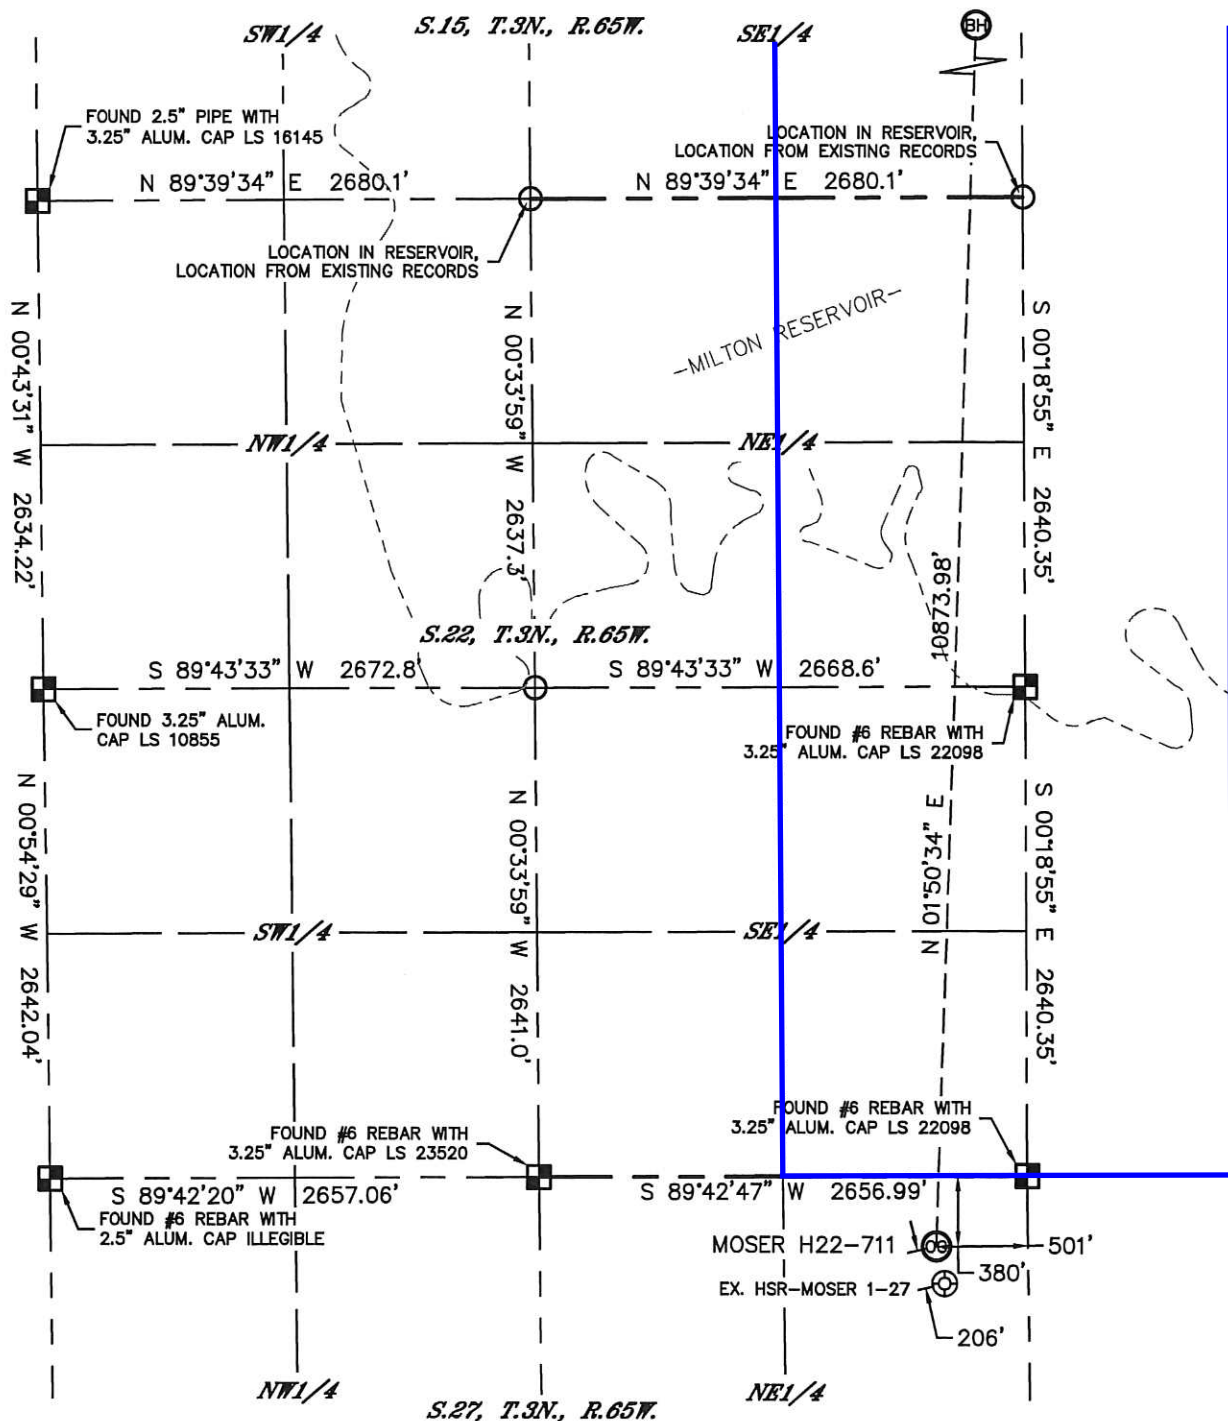 SW1/4
S.15, T.3N., R.65W.
SE1/4
BH
FOUND 2.5" PIPE WITH
3.25" ALUM. CAP LS 16145
LOCATION IN RESERVOIR,
LOCATION FROM EXISTING RECORDS
N 89°39'34" E 2680.1'
N 89°39'34" E 2680.1'
LOCATION IN RESERVOIR,
LOCATION FROM EXISTING RECORDS
N 00°43'31" W 2634.22'
N 00°33'59" W 2637.3'
-MILTON RESERVOIR-
S 00°18'55" E 2640.35'
NW1/4
NE1/4
10873.98'
S.22, T.3N., R.65W.
S 89°43'33" W 2672.8'
S 89°43'33" W 2668.6'
FOUND 3.25" ALUM.
CAP LS 10855
FOUND #6 REBAR WITH
3.25" ALUM. CAP LS 22098
N 00°54'29" W 2642.04'
N 00°33'59" W 2641.0'
N 01°50'34" E
S 00°18'55" E 2640.35'
SW1/4
SE1/4
FOUND #6 REBAR WITH
3.25" ALUM. CAP LS 23520
FOUND #6 REBAR WITH
3.25" ALUM. CAP LS 22098
S 89°42'20" W 2657.06'
S 89°42'47" W 2656.99'
FOUND #6 REBAR WITH
2.5" ALUM. CAP ILLEGIBLE
MOSER H22-711
OG
501'
380'
EX. HSR-MOSER 1-27
206'
NW1/4
NE1/4
S.27, T.3N., R.65W.